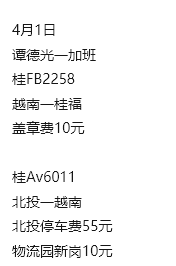 4月1日
谭德光一加班
桂FB2258
越南一桂福
盖章费10元

桂Av6011
北投一越南
北投停车费55元
物流园新岗10元